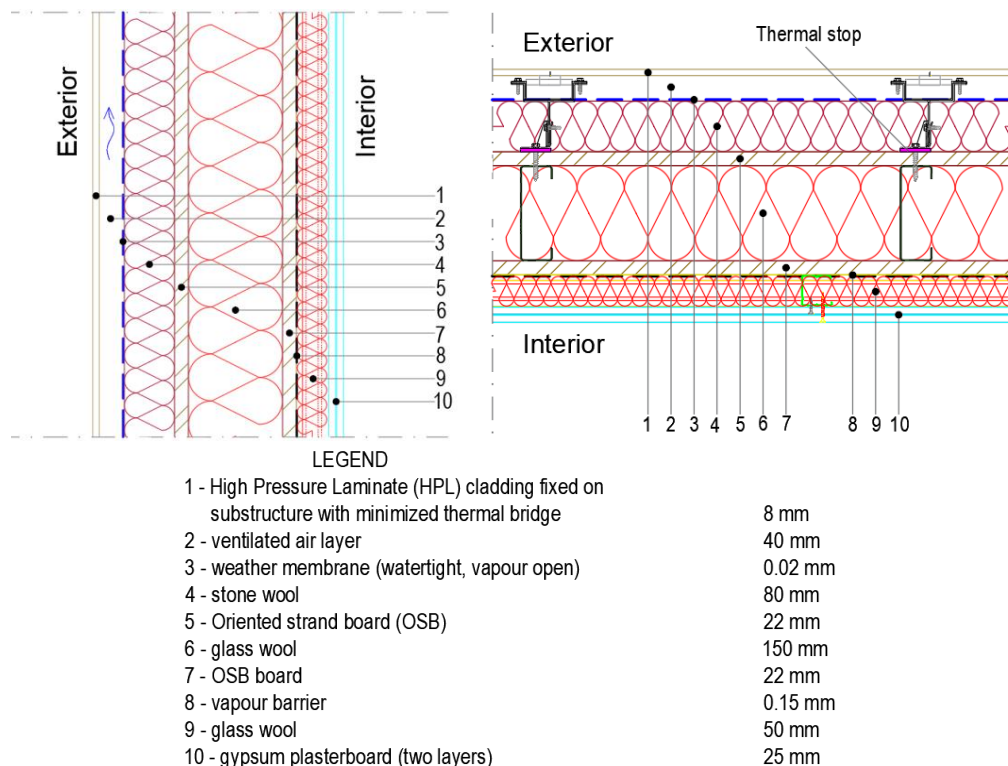 Exterior
Interior
1
2
3
4
5
6
7
8
9
10
Exterior
Thermal stop
Interior
1 2 3 4 5 6 7 8 9 10
LEGEND
1 - High Pressure Laminate (HPL) cladding fixed on
substructure with minimized thermal bridge 8 mm
2 - ventilated air layer 40 mm
3 - weather membrane (watertight, vapour open) 0.02 mm
4 - stone wool 80 mm
5 - Oriented strand board (OSB) 22 mm
6 - glass wool 150 mm
7 - OSB board 22 mm
8 - vapour barrier 0.15 mm
9 - glass wool 50 mm
10 - gypsum plasterboard (two layers) 25 mm